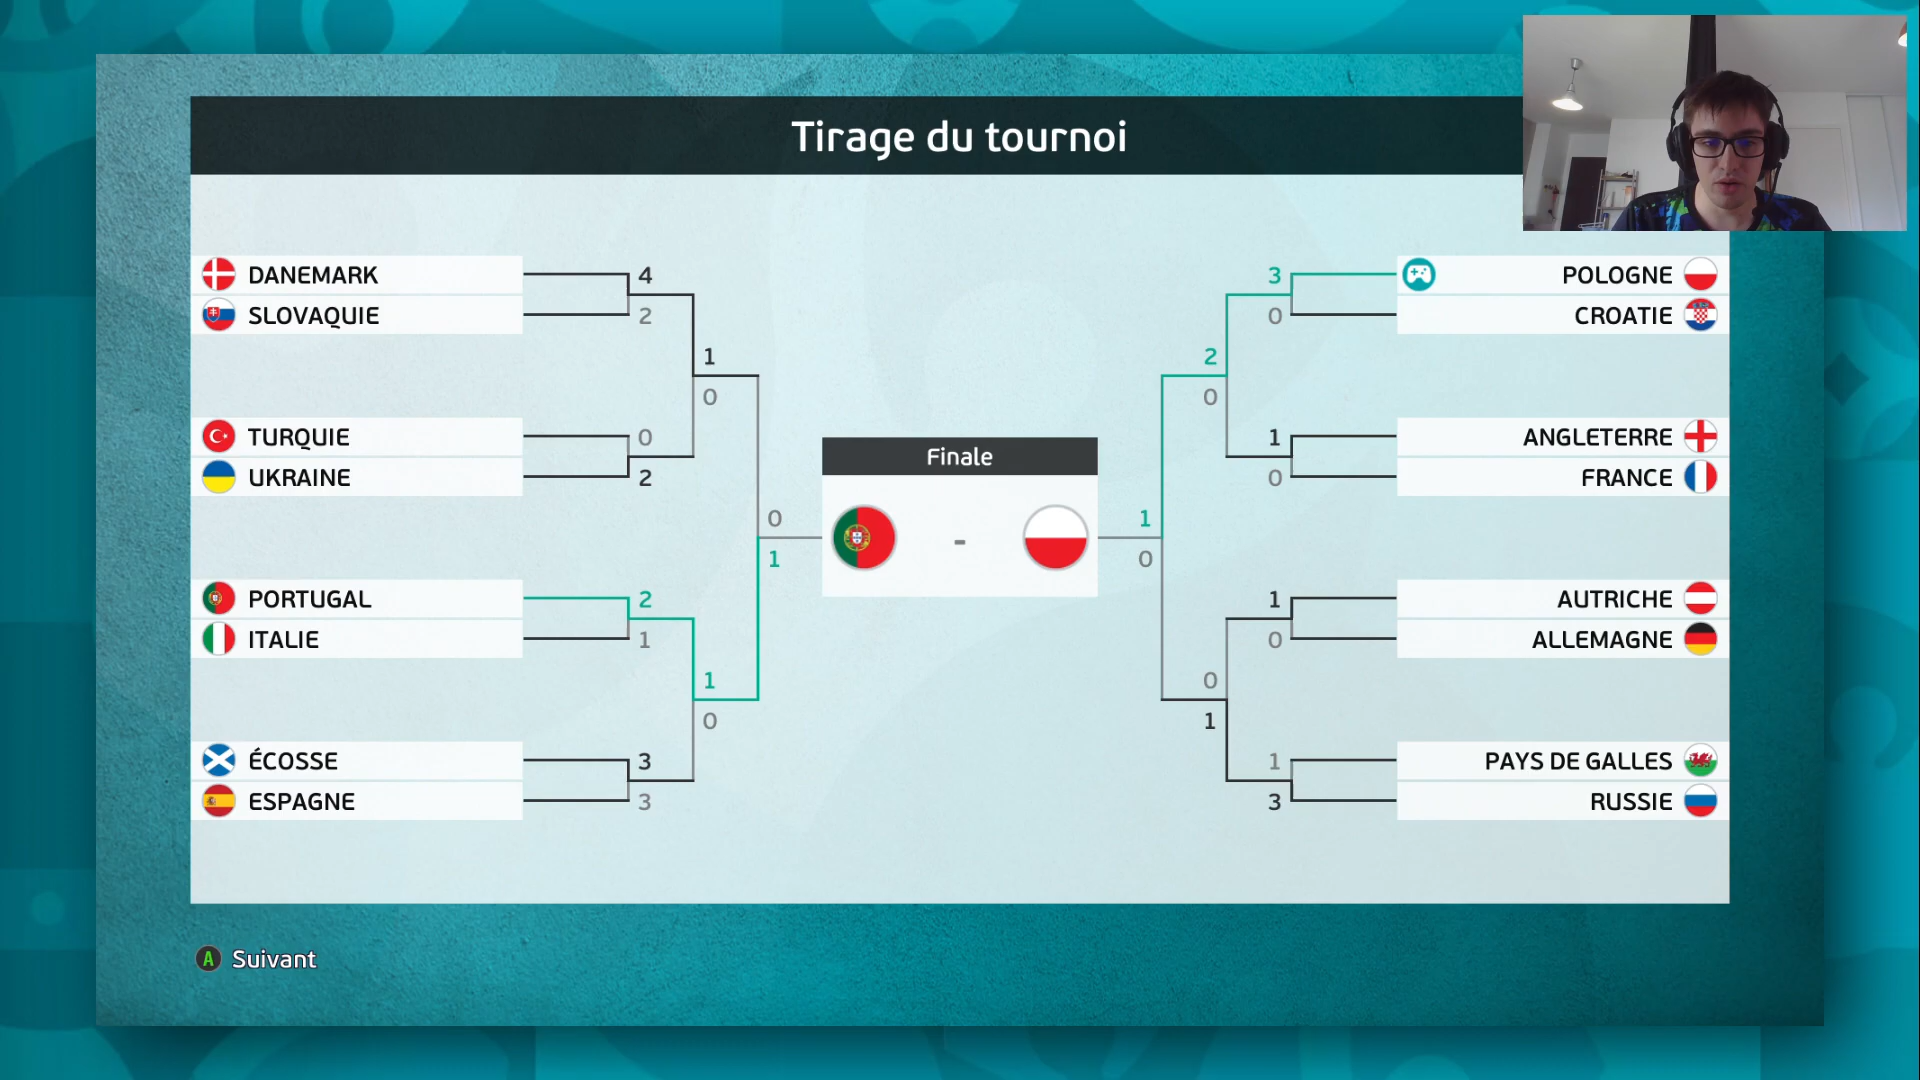 Tirage du tournoi
DANEMARK 4
SLOVAQUIE 2
1
0
TURQUIE 0
UKRAINE 2
0
1
PORTUGAL 2
ITALIE 1
1
0
ÉCOSSE 3
ESPAGNE 3
Finale
-
3 POLOGNE
0 CROATIE
2
0
1 ANGLETERRE
0 FRANCE
1
0
1 AUTRICHE
0 ALLEMAGNE
0
1
1 PAYS DE GALLES
3 RUSSIE
A Suivant